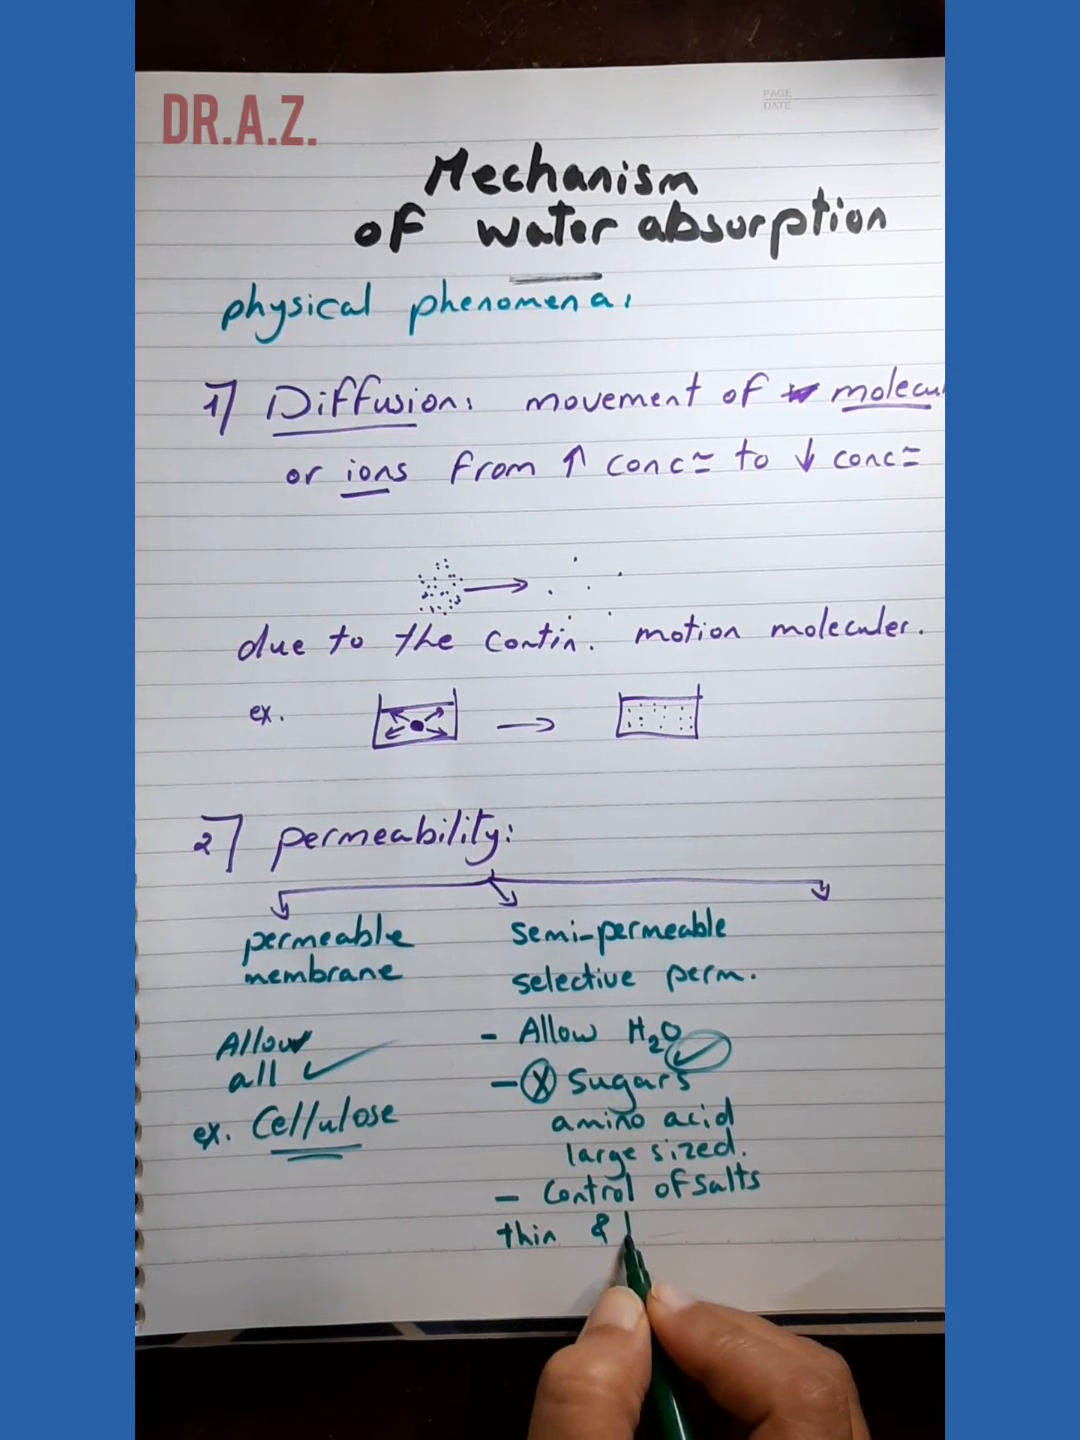 PAGE
DATE
DR.A.Z.
Mechanism
of water absorption
physical phenomena:
1) Diffusion: movement of molecul
or ions from ↑ conc= to ↓ conc=
due to the contin. motion moleculer.
ex.
2) permeability:
permeable
membrane
Allow
all ✓
ex. Cellulose
semi-permeable
selective perm.
- Allow H₂O ✓
- X sugars
amino acid
large sized.
- Control of salts
thin &